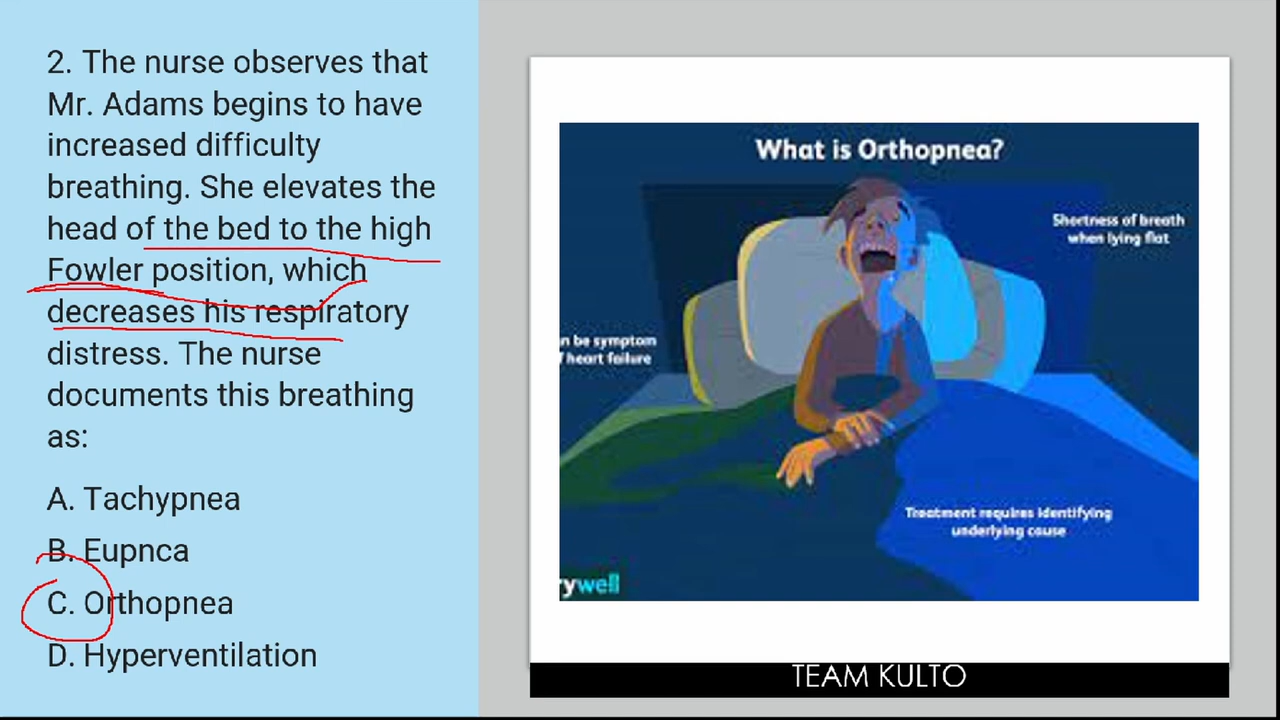 2. The nurse observes that
Mr. Adams begins to have
increased difficulty
breathing. She elevates the
head of the bed to the high
Fowler position, which
decreases his respiratory
distress. The nurse
documents this breathing
as:
A. Tachypnea
B. Eupnca
C. Orthopnea
D. Hyperventilation
What is Orthopnea?
Shortness of breath
when lying flat
n be symptom
f heart failure
Treatment requires identifying
underlying cause
rywell
TEAM KULTO